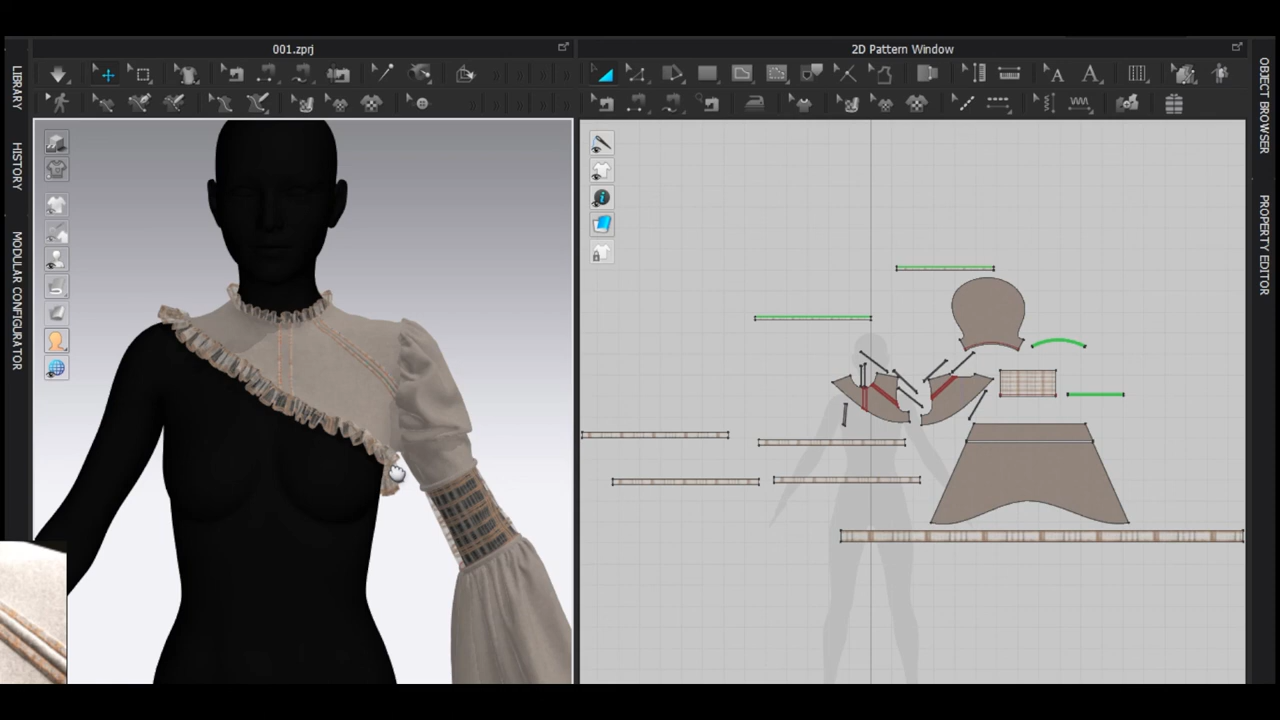 001.zprj
2D Pattern Window
LIBRARY
HISTORY
MODULAR CONFIGURATOR
OBJECT BROWSER
PROPERTY EDITOR